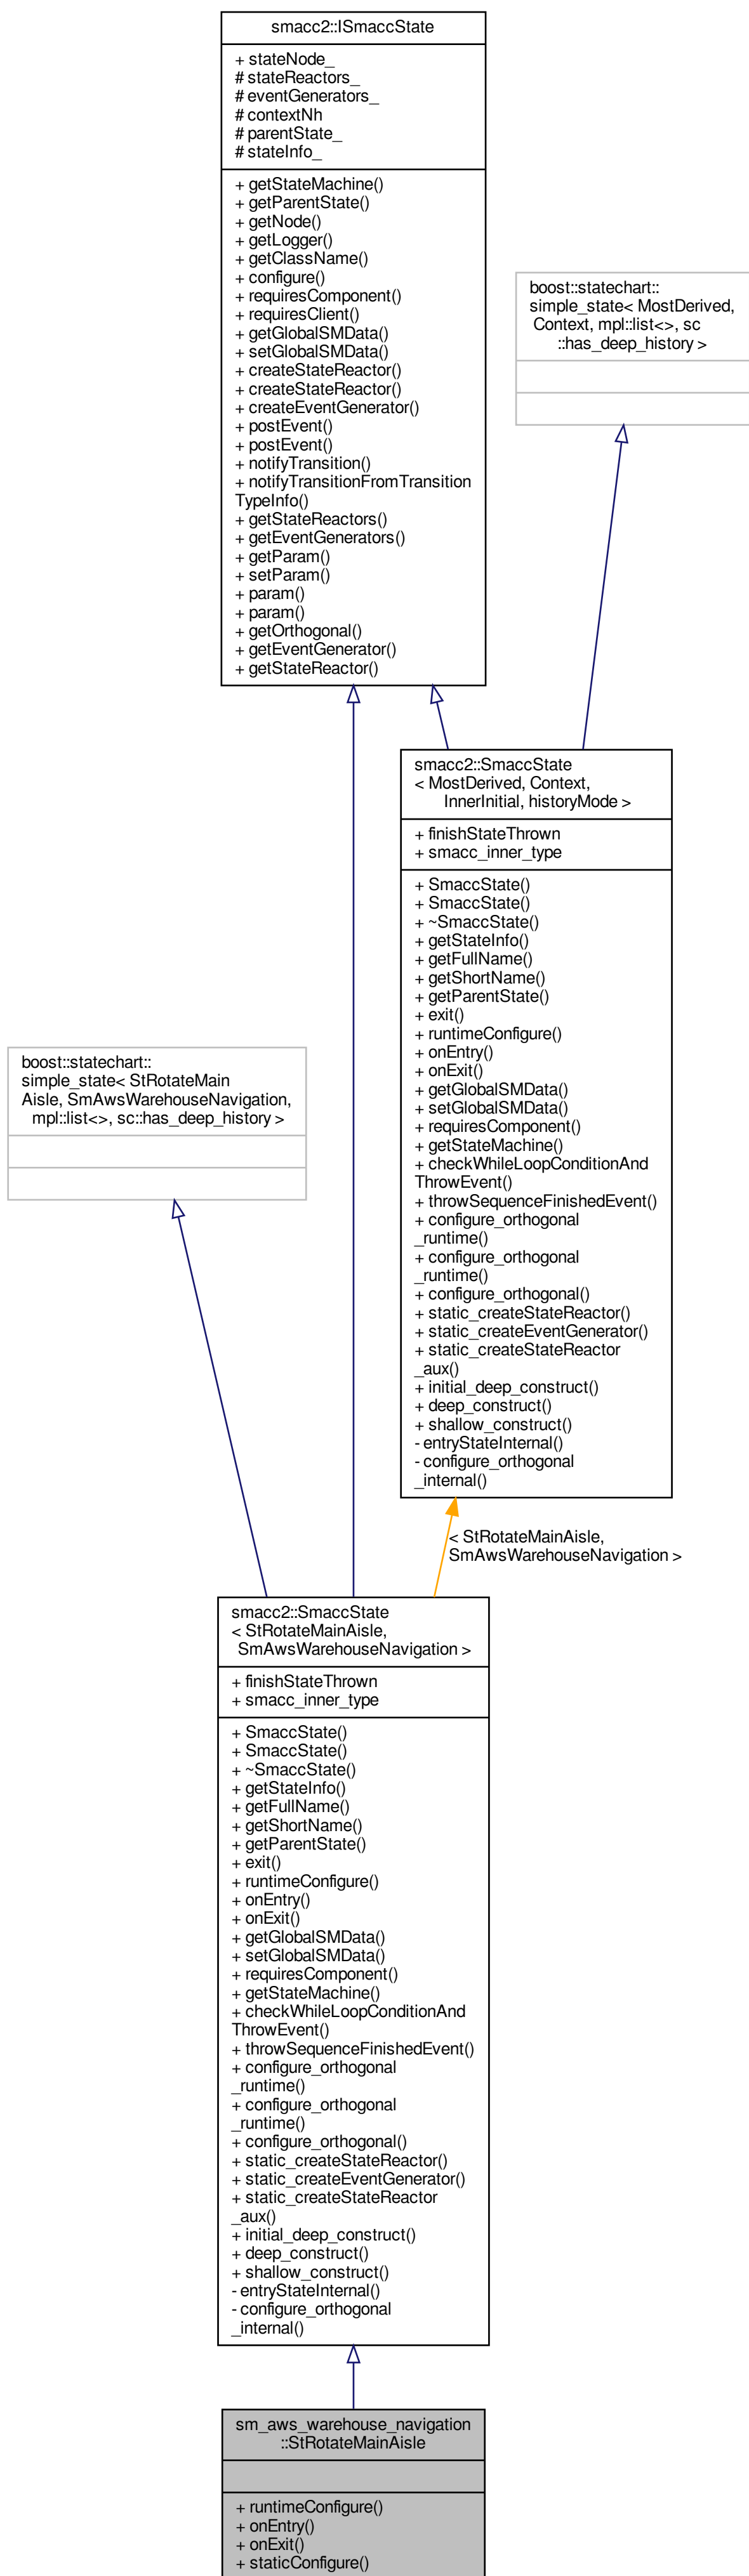 smacc2::ISmaccState
+ stateNode_
# stateReactors_
# eventGenerators_
# contextNh
# parentState_
# stateInfo_
+ getStateMachine()
+ getParentState()
+ getNode()
+ getLogger()
+ getClassName()
+ configure()
+ requiresComponent()
+ requiresClient()
+ getGlobalSMData()
+ setGlobalSMData()
+ createStateReactor()
+ createStateReactor()
+ createEventGenerator()
+ postEvent()
+ postEvent()
+ notifyTransition()
+ notifyTransitionFromTransition
TypeInfo()
+ getStateReactors()
+ getEventGenerators()
+ getParam()
+ setParam()
+ param()
+ param()
+ getOrthogonal()
+ getEventGenerator()
+ getStateReactor()
boost::statechart::
simple_state< MostDerived,
Context, mpl::list<>, sc
::has_deep_history >
smacc2::SmaccState
< MostDerived, Context,
InnerInitial, historyMode >
+ finishStateThrown
+ smacc_inner_type
+ SmaccState()
+ SmaccState()
+ ~SmaccState()
+ getStateInfo()
+ getFullName()
+ getShortName()
+ getParentState()
+ exit()
+ runtimeConfigure()
+ onEntry()
+ onExit()
+ getGlobalSMData()
+ setGlobalSMData()
+ requiresComponent()
+ getStateMachine()
+ checkWhileLoopConditionAnd
ThrowEvent()
+ throwSequenceFinishedEvent()
+ configure_orthogonal
_runtime()
+ configure_orthogonal
_runtime()
+ configure_orthogonal()
+ static_createStateReactor()
+ static_createEventGenerator()
+ static_createStateReactor
_aux()
+ initial_deep_construct()
+ deep_construct()
+ shallow_construct()
- entryStateInternal()
- configure_orthogonal
_internal()
boost::statechart::
simple_state< StRotateMain
Aisle, SmAwsWarehouseNavigation,
mpl::list<>, sc::has_deep_history >
< StRotateMainAisle,
SmAwsWarehouseNavigation >
smacc2::SmaccState
< StRotateMainAisle,
SmAwsWarehouseNavigation >
+ finishStateThrown
+ smacc_inner_type
+ SmaccState()
+ SmaccState()
+ ~SmaccState()
+ getStateInfo()
+ getFullName()
+ getShortName()
+ getParentState()
+ exit()
+ runtimeConfigure()
+ onEntry()
+ onExit()
+ getGlobalSMData()
+ setGlobalSMData()
+ requiresComponent()
+ getStateMachine()
+ checkWhileLoopConditionAnd
ThrowEvent()
+ throwSequenceFinishedEvent()
+ configure_orthogonal
_runtime()
+ configure_orthogonal
_runtime()
+ configure_orthogonal()
+ static_createStateReactor()
+ static_createEventGenerator()
+ static_createStateReactor
_aux()
+ initial_deep_construct()
+ deep_construct()
+ shallow_construct()
- entryStateInternal()
- configure_orthogonal
_internal()
sm_aws_warehouse_navigation
::StRotateMainAisle
+ runtimeConfigure()
+ onEntry()
+ onExit()
+ staticConfigure()